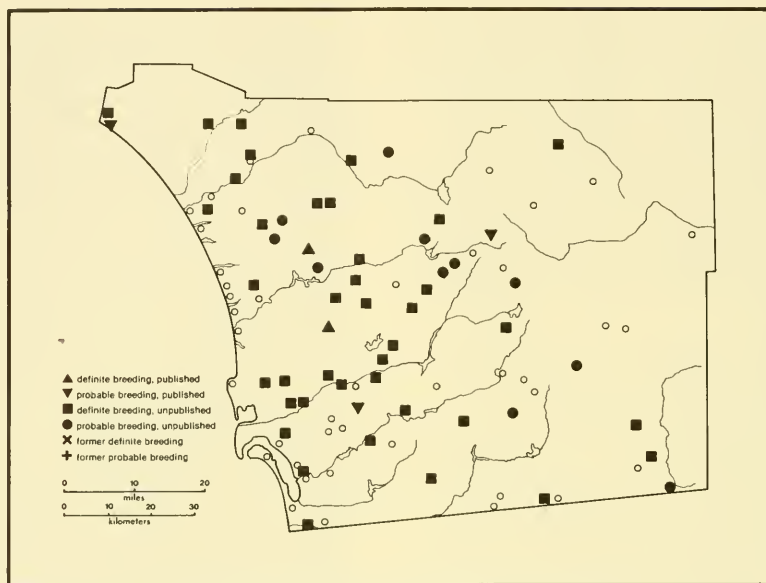 ▲ definite breeding, published
▼ probable breeding, published
■ definite breeding, unpublished
● probable breeding, unpublished
✕ former definite breeding
+ former probable breeding
0 10 20
miles
0 10 20 30
kilometers